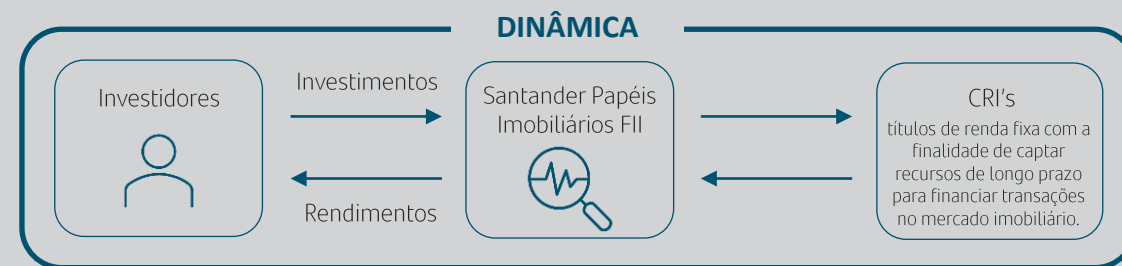 DINÂMICA
Investidores
Investimentos
Rendimentos
Santander Papéis
Imobiliários FII
CRI's
títulos de renda fixa com a
finalidade de captar
recursos de longo prazo
para financiar transações
no mercado imobiliário.